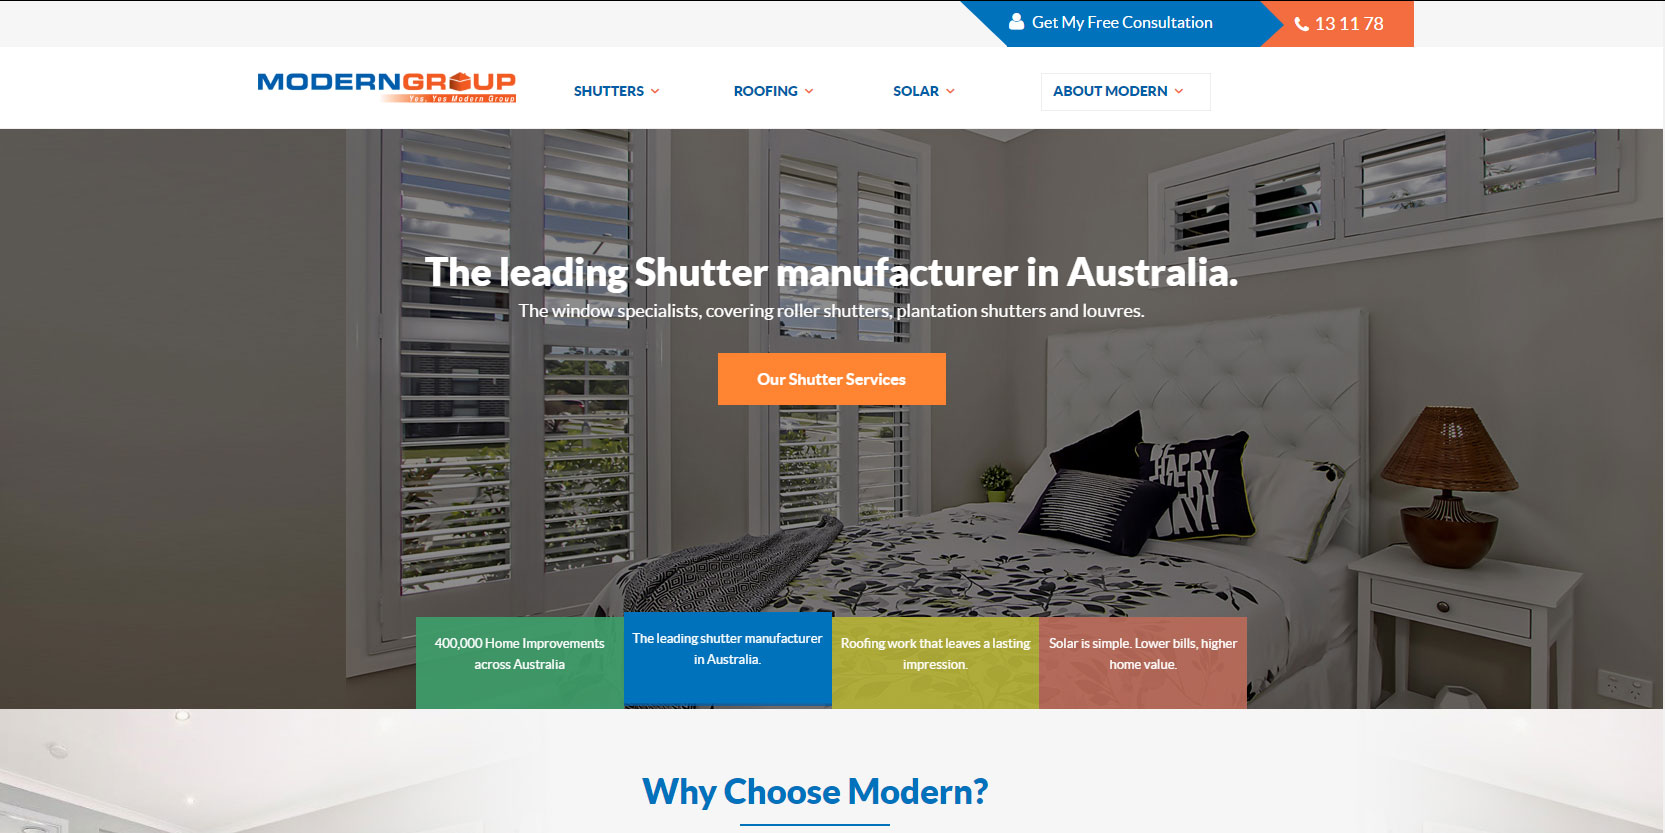 Get My Free Consultation
13 11 78
MODERNGROUP
Yes, Yes Modern Group
SHUTTERS
ROOFING
SOLAR
ABOUT MODERN
The leading Shutter manufacturer in Australia.
The window specialists, covering roller shutters, plantation shutters and louvres.
Our Shutter Services
BE
HAPPY
EVERY
DAY!
400,000 Home Improvements
across Australia
The leading shutter manufacturer
in Australia.
Roofing work that leaves a lasting
impression.
Solar is simple. Lower bills, higher
home value.
Why Choose Modern?